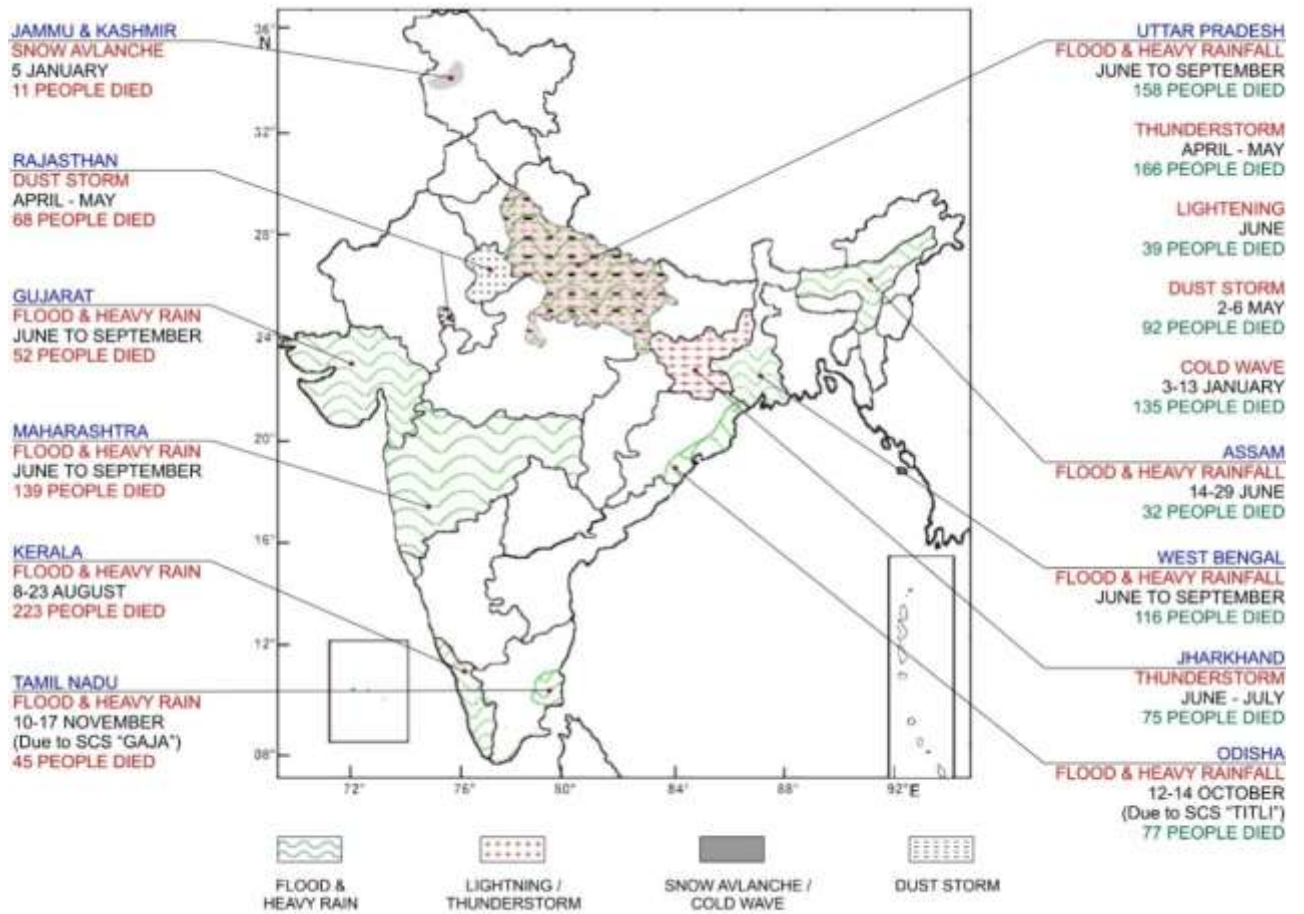 JAMMU & KASHMIR
SNOW AVLANCHE
5 JANUARY
11 PEOPLE DIED
RAJASTHAN
DUST STORM
APRIL - MAY
68 PEOPLE DIED
GUJARAT
FLOOD & HEAVY RAIN
JUNE TO SEPTEMBER
52 PEOPLE DIED
MAHARASHTRA
FLOOD & HEAVY RAIN
JUNE TO SEPTEMBER
139 PEOPLE DIED
KERALA
FLOOD & HEAVY RAIN
8-23 AUGUST
223 PEOPLE DIED
TAMIL NADU
FLOOD & HEAVY RAIN
10-17 NOVEMBER
(Due to SCS "GAJA")
45 PEOPLE DIED
36°
N
32°
28°
24°
20°
16°
12°
08°
72°
76°
80°
84°
88°
92°E
UTTAR PRADESH
FLOOD & HEAVY RAINFALL
JUNE TO SEPTEMBER
158 PEOPLE DIED
THUNDERSTORM
APRIL - MAY
166 PEOPLE DIED
LIGHTENING
JUNE
39 PEOPLE DIED
DUST STORM
2-6 MAY
92 PEOPLE DIED
COLD WAVE
3-13 JANUARY
135 PEOPLE DIED
ASSAM
FLOOD & HEAVY RAINFALL
14-29 JUNE
32 PEOPLE DIED
WEST BENGAL
FLOOD & HEAVY RAINFALL
JUNE TO SEPTEMBER
116 PEOPLE DIED
JHARKHAND
THUNDERSTORM
JUNE - JULY
75 PEOPLE DIED
ODISHA
FLOOD & HEAVY RAINFALL
12-14 OCTOBER
(Due to SCS "TITLI")
77 PEOPLE DIED
FLOOD &
HEAVY RAIN
LIGHTNING /
THUNDERSTORM
SNOW AVLANCHE /
COLD WAVE
DUST STORM